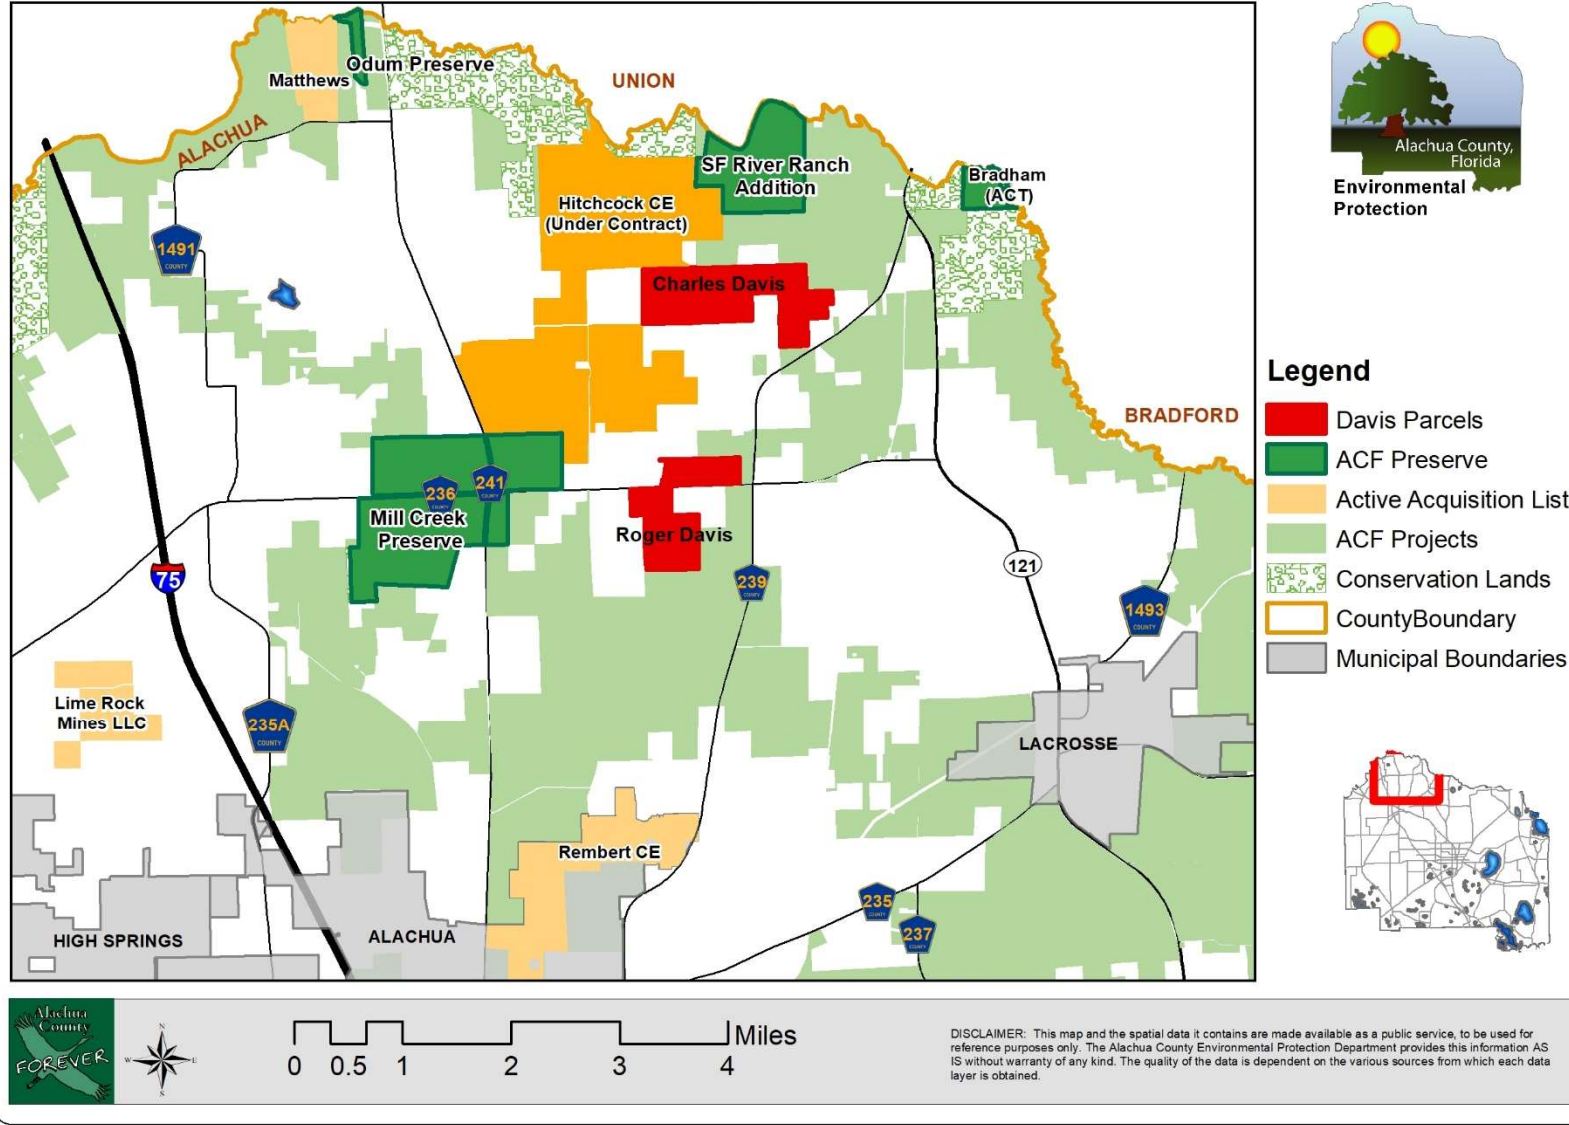 Matthews
Odum Preserve
UNION
ALACHUA
SF River Ranch
Addition
Bradham
(ACT)
Hitchcock CE
(Under Contract)
1491
COUNTY
Charles Davis
BRADFORD
236
COUNTY
241
COUNTY
Mill Creek
Preserve
Roger Davis
75
239
COUNTY
121
1493
COUNTY
Lime Rock
Mines LLC
235A
COUNTY
LACROSSE
Rembert CE
235
COUNTY
237
COUNTY
HIGH SPRINGS
ALACHUA
Alachua County,
Florida
Environmental
Protection
Legend
Davis Parcels
ACF Preserve
Active Acquisition List
ACF Projects
Conservation Lands
CountyBoundary
Municipal Boundaries
Alachua
County
FOREVER
N
W
E
S
Miles
0 0.5 1 2 3 4
DISCLAIMER: This map and the spatial data it contains are made available as a public service, to be used for
reference purposes only. The Alachua County Environmental Protection Department provides this information AS
IS without warranty of any kind. The quality of the data is dependent on the various sources from which each data
layer is obtained.